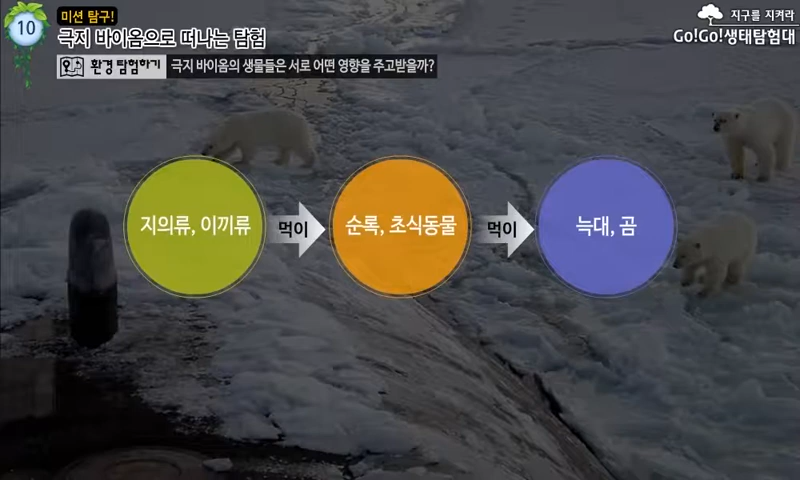 10
미션 탐구!
극지 바이옴으로 떠나는 탐험
환경 탐험하기
극지 바이옴의 생물들은 서로 어떤 영향을 주고받을까?
지구를 지켜라
Go!Go!생태탐험대
지의류, 이끼류
먹이
순록, 초식동물
먹이
늑대, 곰